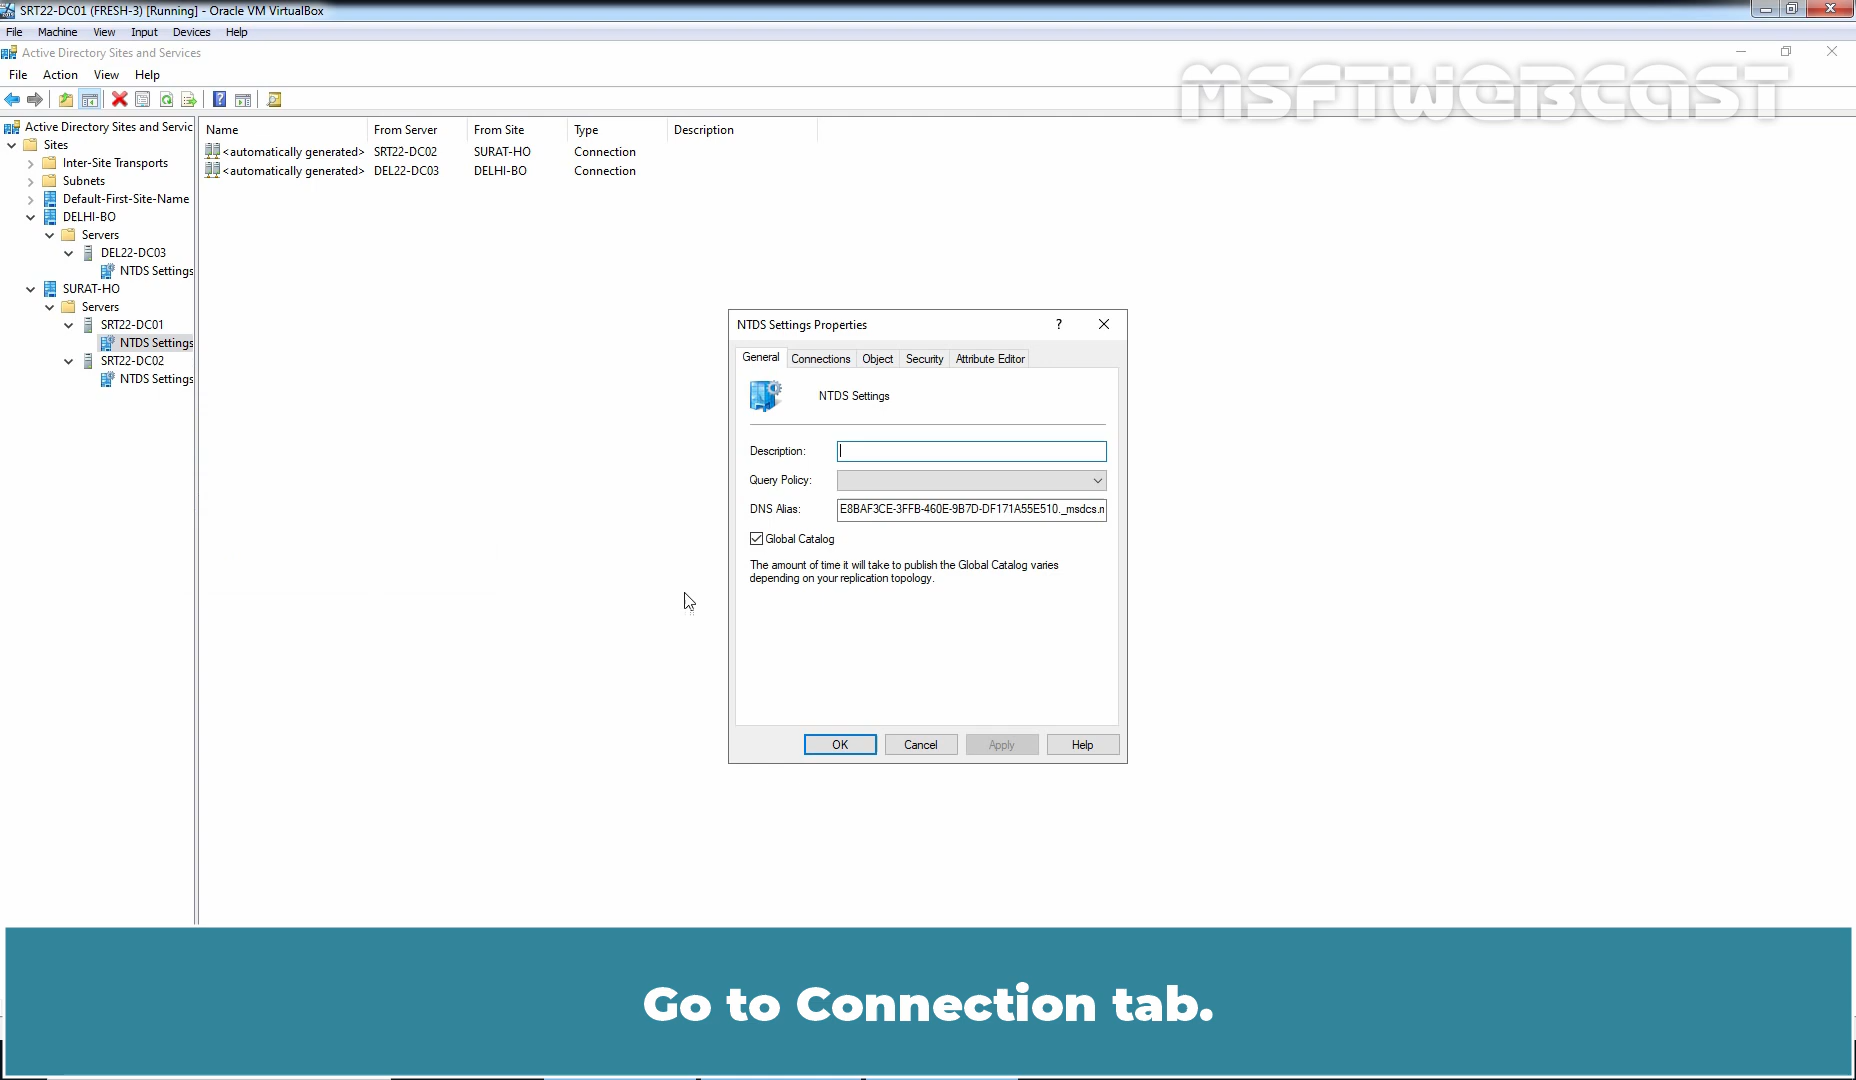 SRT22-DC01 (FRESH-3) [Running] - Oracle VM VirtualBox
File Machine View Input Devices Help
Active Directory Sites and Services
File Action View Help
MSFTWEBCAST
Active Directory Sites and Servic
Sites
Inter-Site Transports
Subnets
Default-First-Site-Name
DELHI-BO
Servers
DEL22-DC03
NTDS Settings
SURAT-HO
Servers
SRT22-DC01
NTDS Settings
SRT22-DC02
NTDS Settings
Name From Server From Site Type Description
<automatically generated> SRT22-DC02 SURAT-HO Connection
<automatically generated> DEL22-DC03 DELHI-BO Connection
NTDS Settings Properties
General Connections Object Security Attribute Editor
NTDS Settings
Description:
Query Policy:
DNS Alias: E8BAF3CE-3FFB-460E-9B7D-DF171A55E510._msdcs.m
Global Catalog
The amount of time it will take to publish the Global Catalog varies
depending on your replication topology.
OK Cancel Apply Help
Go to Connection tab.